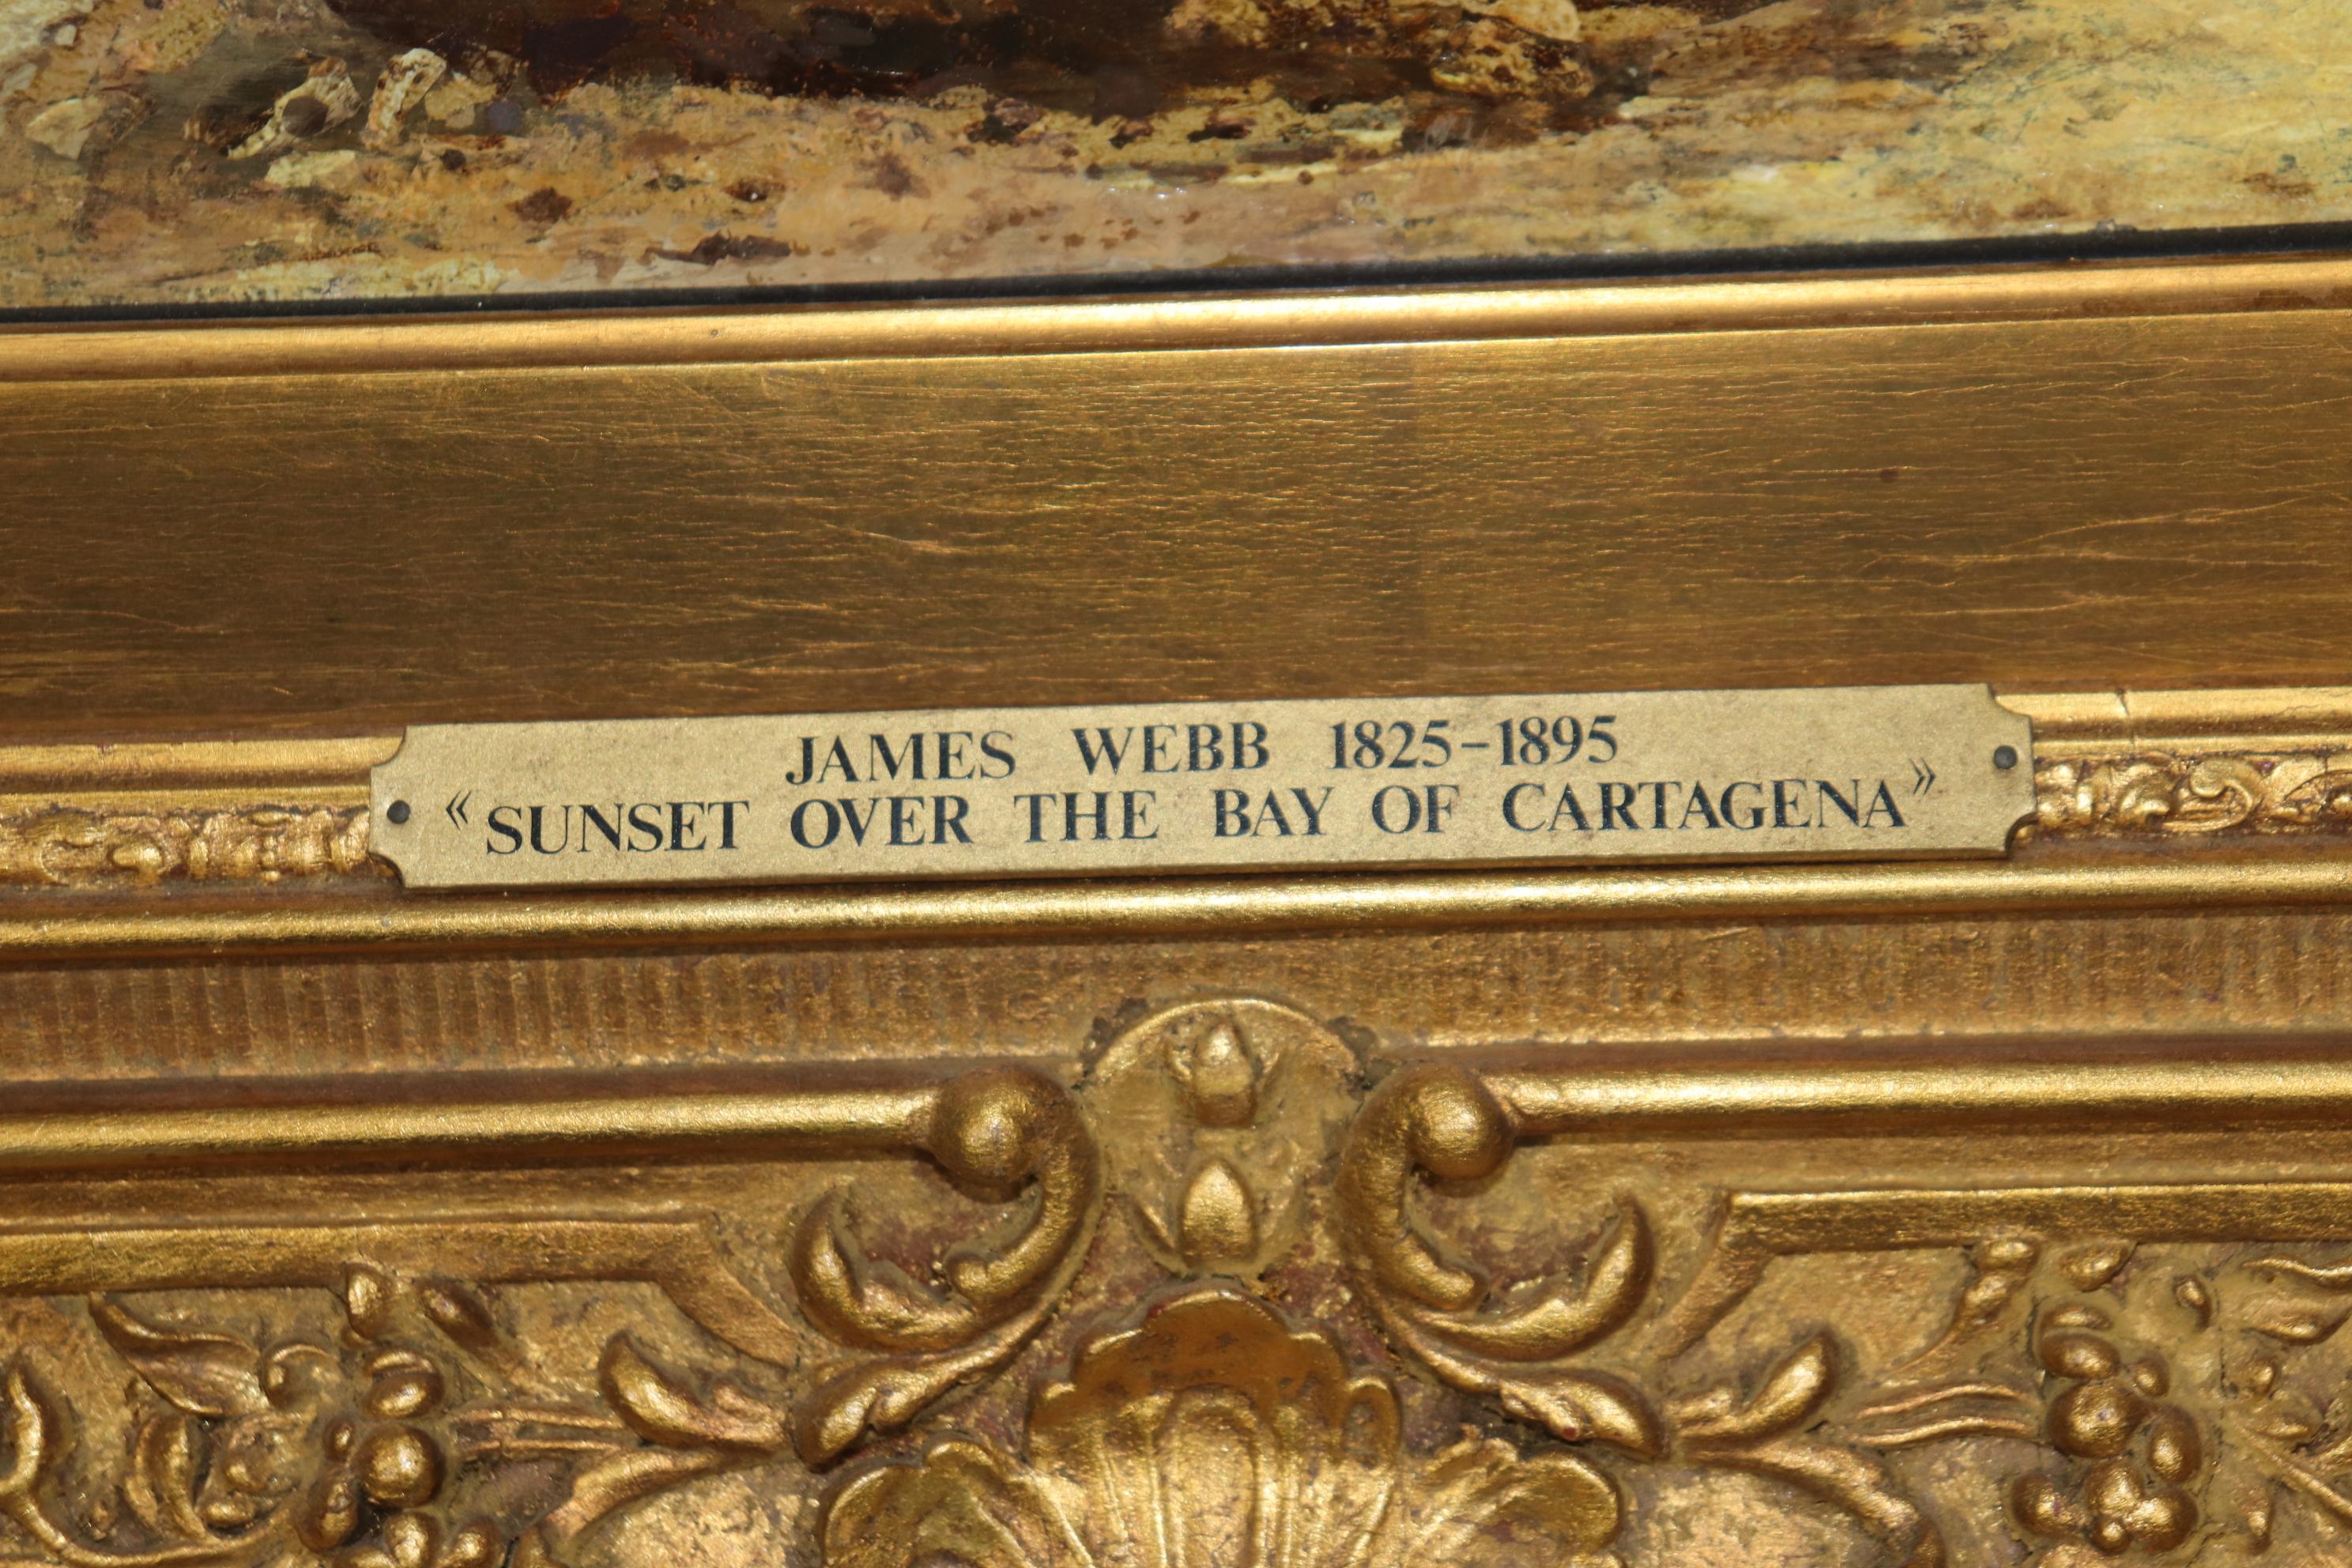 JAMES WEBB 1825-1895
«SUNSET OVER THE BAY OF CARTAGENA»